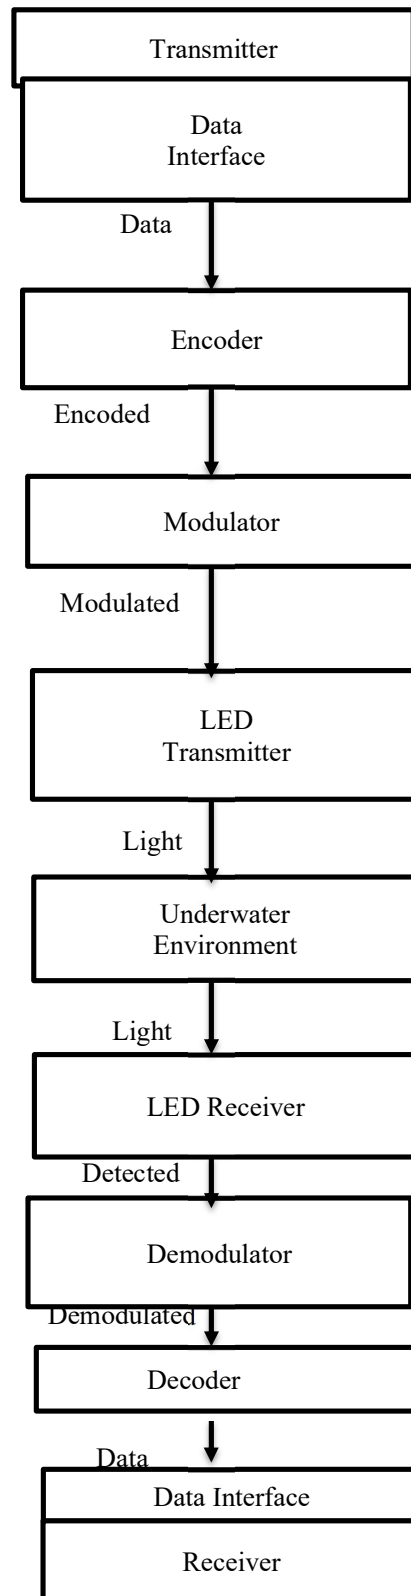 Transmitter
Data
Interface
Data
Encoder
Encoded
Modulator
Modulated
LED
Transmitter
Light
Underwater
Environment
Light
LED Receiver
Detected
Demodulator
Demodulated
Decoder
Data
Data Interface
Receiver